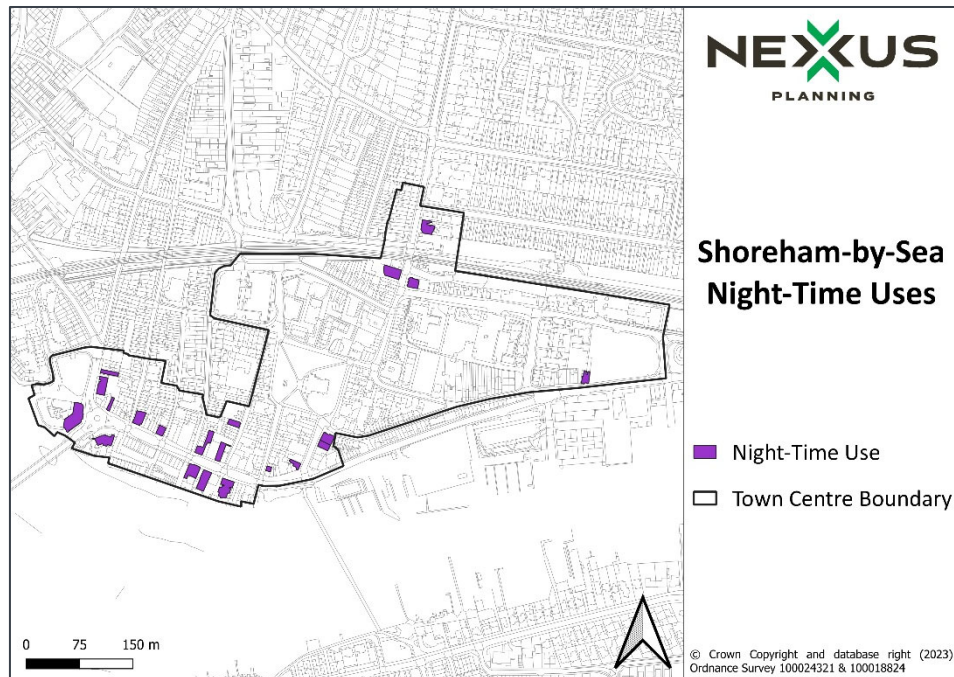 NEXUS
PLANNING
Shoreham-by-Sea
Night-Time Uses
Night-Time Use
Town Centre Boundary
0 75 150 m
© Crown Copyright and database right (2023)
Ordnance Survey 100024321 & 100018824